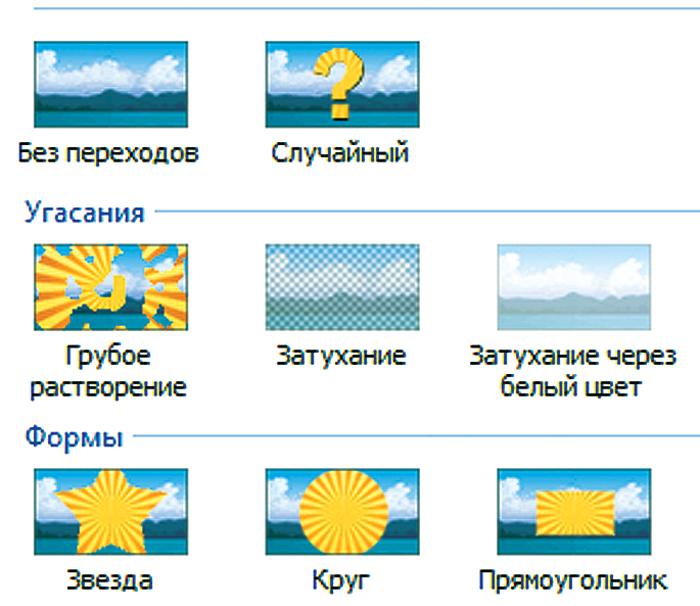 Без переходов
Случайный
Угасания
Грубое
растворение
Затухание
Затухание через
белый цвет
Формы
Звезда
Круг
Прямоугольник